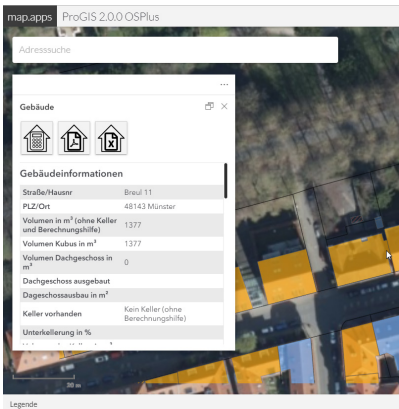 map.apps ProGIS 2.0.0 OSPlus
Adresssuche
Gebäude
Gebäudeinformationen
Straße/Hausnr Breul 11
PLZ/Ort 48143 Münster
Volumen in m³ (ohne Keller
und Berechnungshilfe) 1377
Volumen Kubus in m³ 1377
Volumen Dachgeschoss in
m³ 0
Dachgeschoss ausgebaut
Dageschossausbau in m²
Keller vorhanden Kein Keller (ohne
Berechnungshilfe)
Unterkellerung in %
30 m
Legende